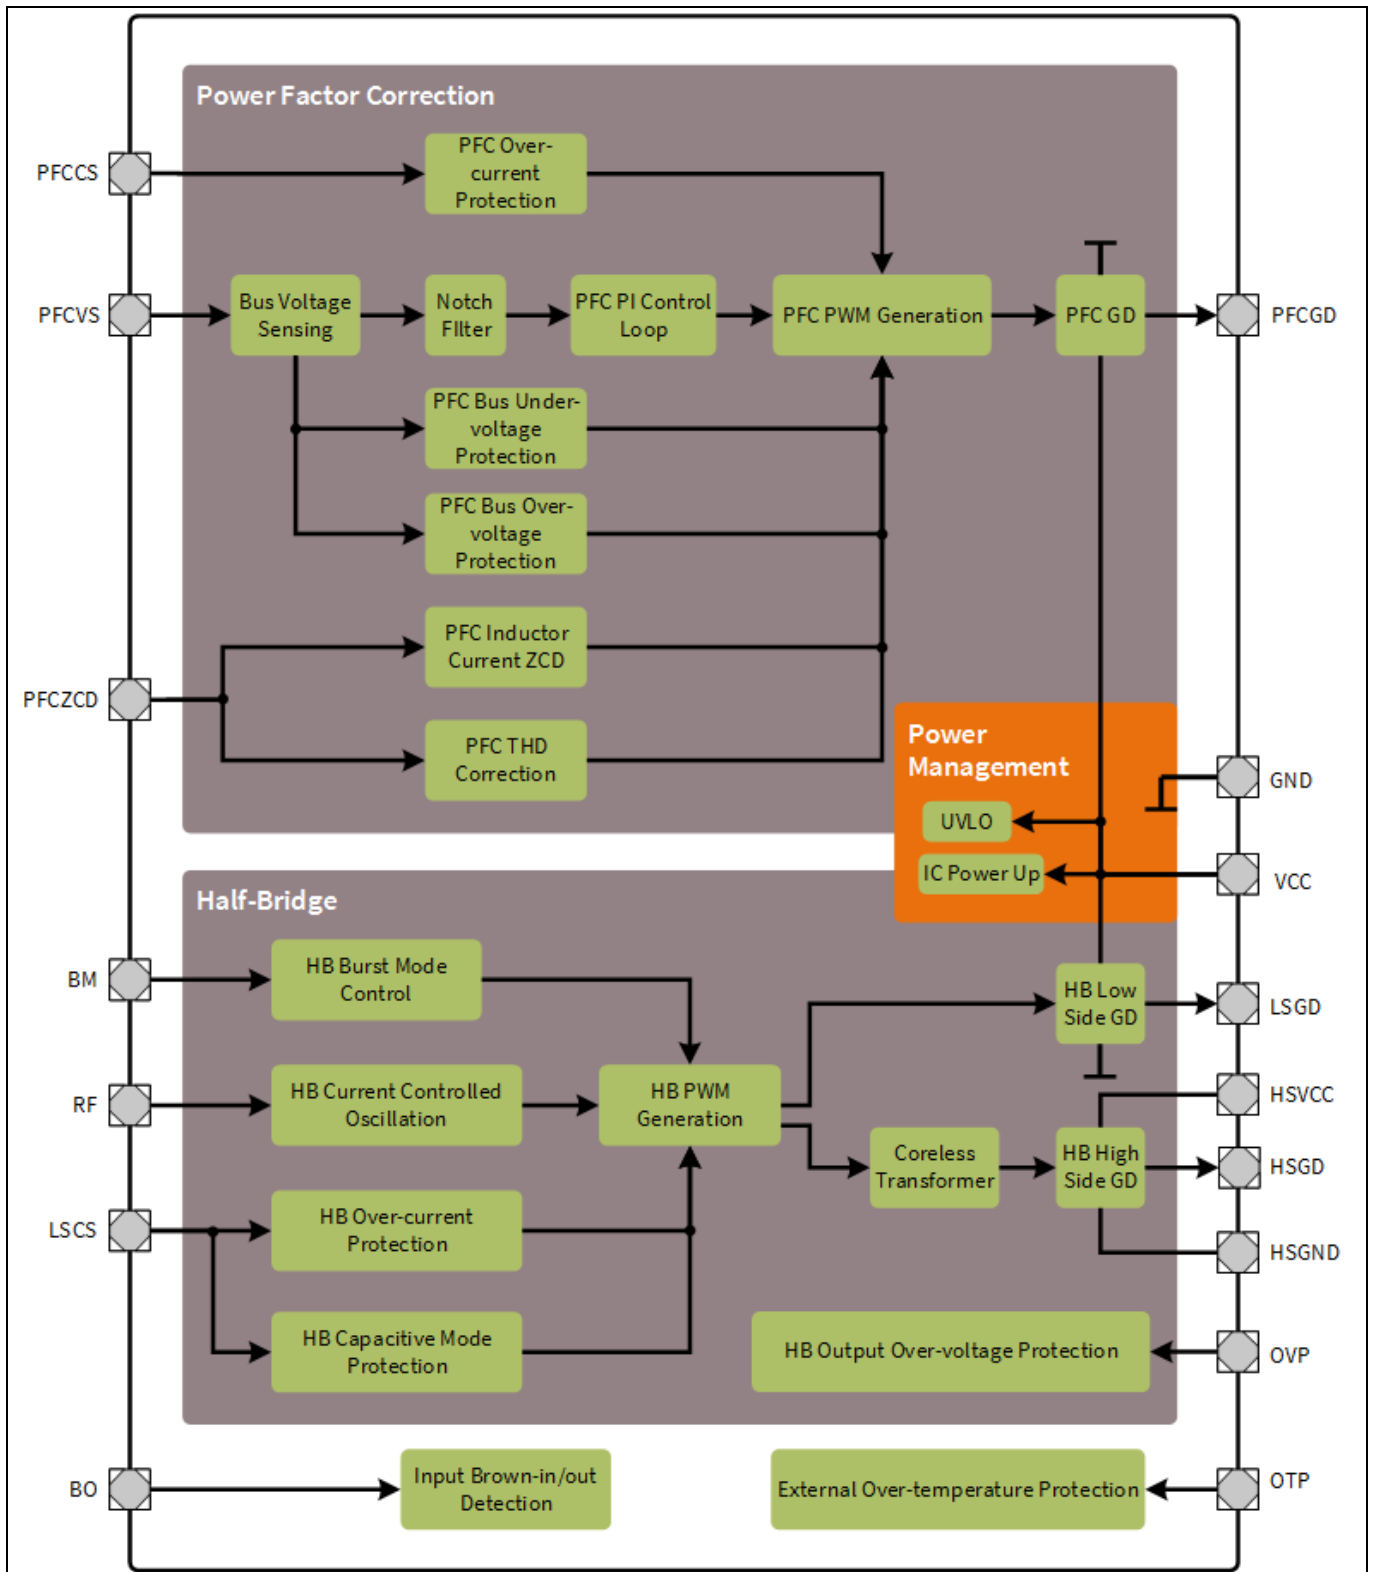 Power Factor Correction
PFCCS
PFC Over-
current
Protection
PFCVS
Bus Voltage
Sensing
Notch
FIlter
PFC PI Control
Loop
PFC PWM Generation
PFC GD
PFCGD
PFC Bus Under-
voltage
Protection
PFC Bus Over-
voltage
Protection
PFC Inductor
Current ZCD
PFCZCD
PFC THD
Correction
Power
Management
GND
UVLO
IC Power Up
VCC
Half-Bridge
BM
HB Burst Mode
Control
HB Low
Side GD
LSGD
RF
HB Current Controlled
Oscillation
HB PWM
Generation
HSVCC
Coreless
Transformer
HB High
Side GD
HSGD
LSCS
HB Over-current
Protection
HSGND
HB Capacitive Mode
Protection
HB Output Over-voltage Protection
OVP
BO
Input Brown-in/out
Detection
External Over-temperature Protection
OTP